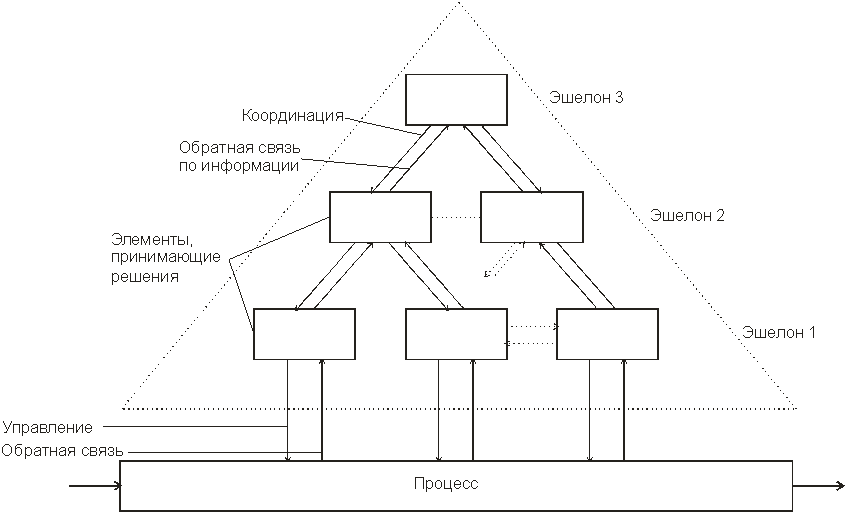 Эшелон 3
Координация
Обратная связь
по информации
Эшелон 2
Элементы,
принимающие
решения
Эшелон 1
Управление
Обратная связь
Процесс